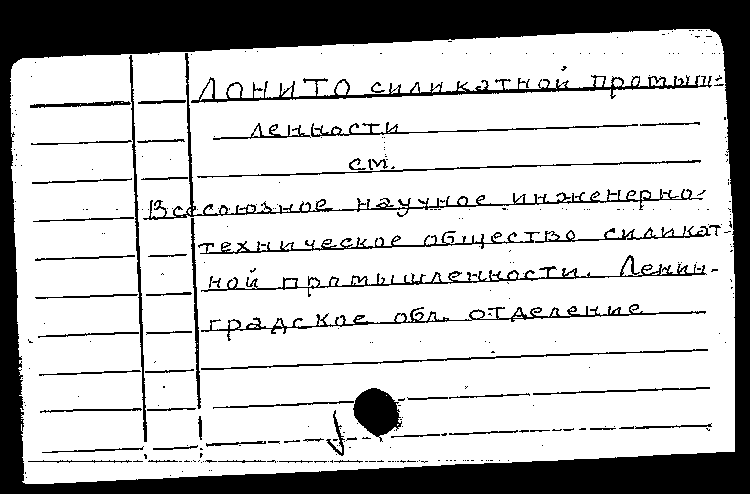 ЛОНИТО силикатной промыш-
ленности
см.
Всесоюзное научное инженерно-
техническое общество силикат-
ной промышленности. Ленин-
градское обл. отделение